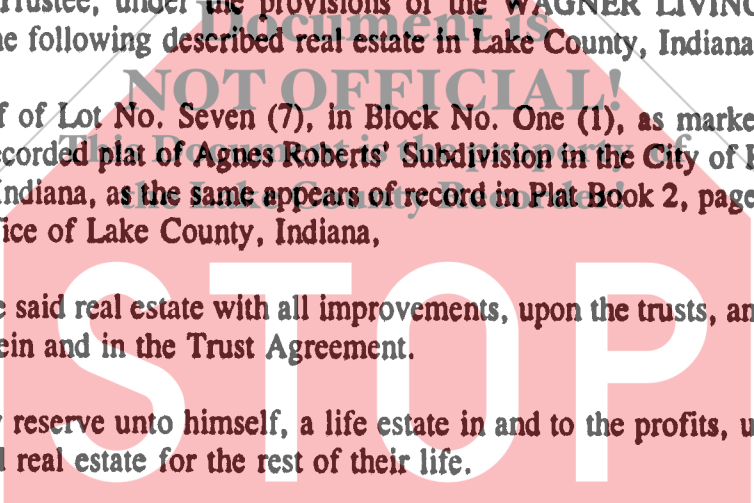 Trustee, under the provisions of the WAGNER LIVING
Document is
e following described real estate in Lake County, Indiana
NOT OFFICIAL!
f of Lot No. Seven (7), in Block No. One (1), as marke
This Document is the property of
ecorded plat of Agnes Roberts' Subdivision in the City of
the Lake County Recorder!
Indiana, as the same appears of record in Plat Book 2, page
ice of Lake County, Indiana,
e said real estate with all improvements, upon the trusts, an
ein and in the Trust Agreement.
STOP
reserve unto himself, a life estate in and to the profits, u
real estate for the rest of their life.